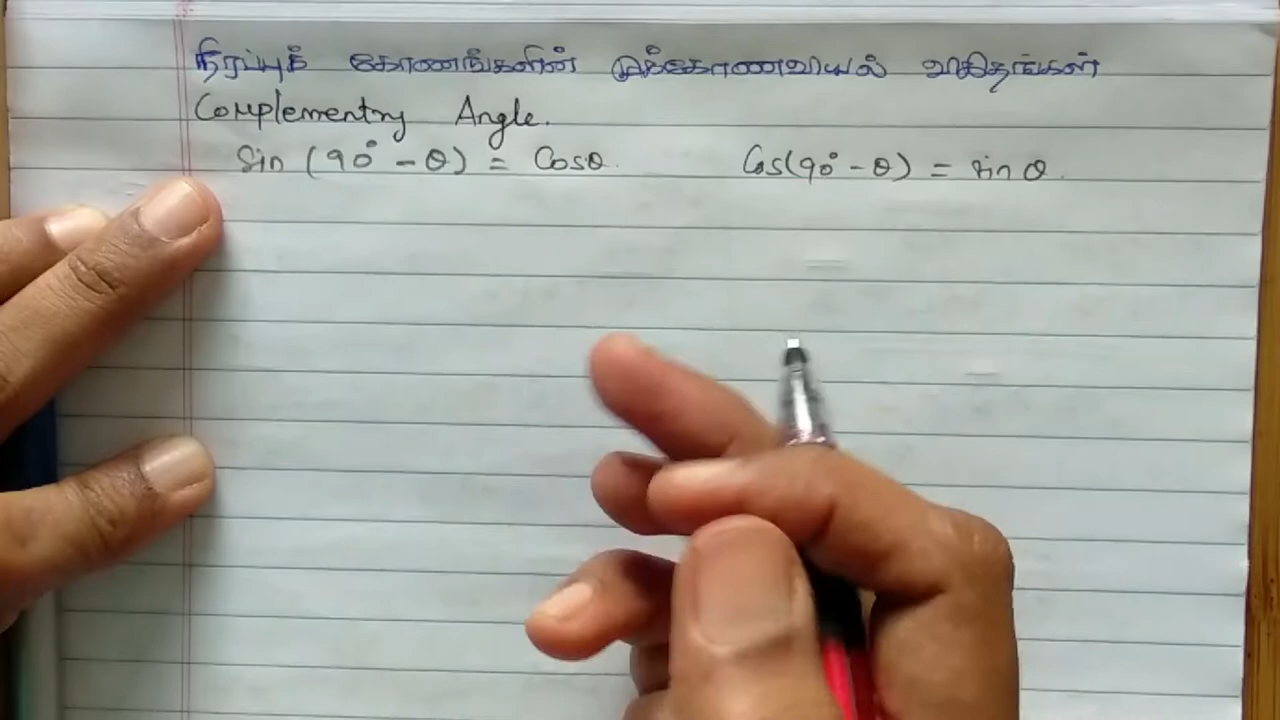 நிரப்புக் கோணங்களின் முக்கோணவியல் விகிதங்கள்
Complementry Angle.
Sin (90° - θ) = Cosθ. Cos(90° - θ) = sin θ.